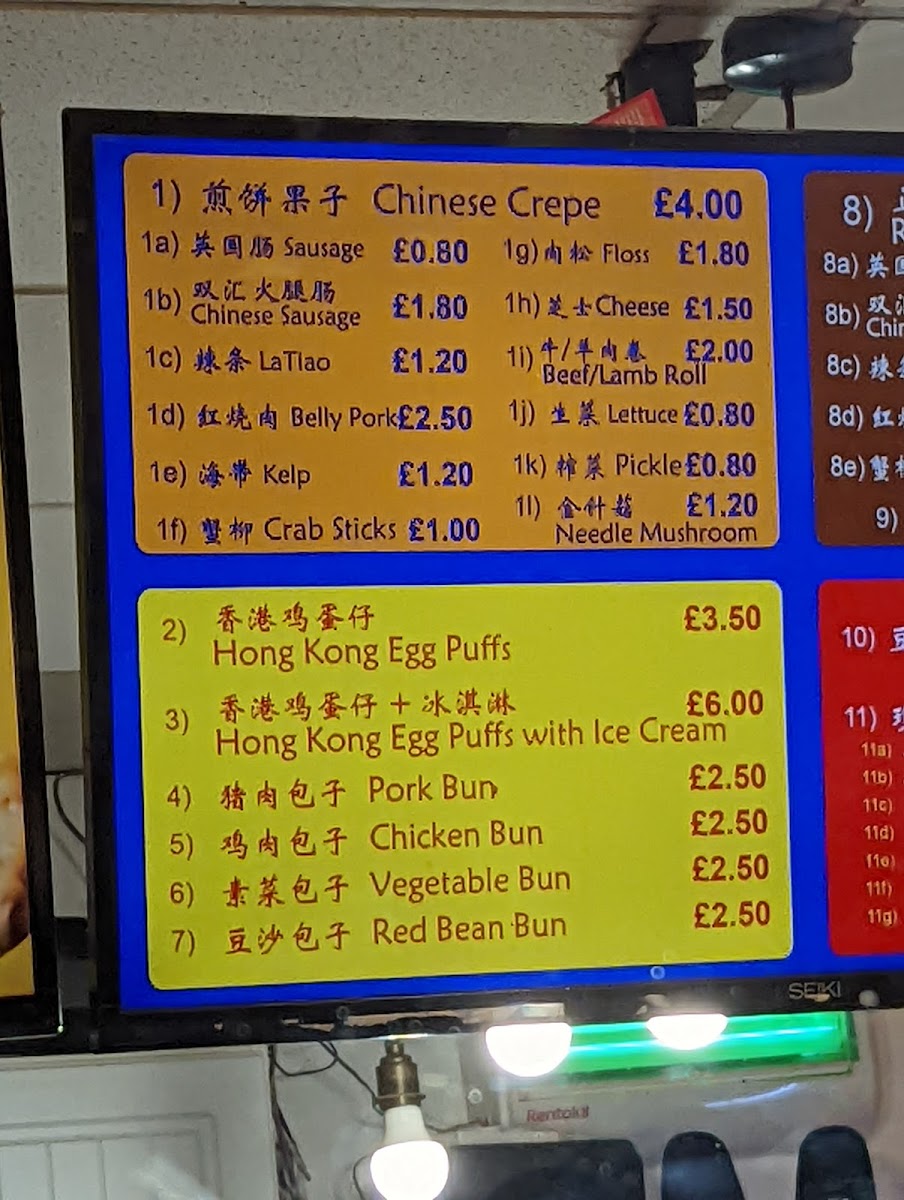 1) 煎饼果子 Chinese Crepe £4.00
1a) 英国肠 Sausage £0.80
1b) 双汇火腿肠 £1.80
Chinese Sausage
1c) 辣条 LaTiao £1.20
1d) 红烧肉 Belly Pork £2.50
1e) 海带 Kelp £1.20
1f) 蟹柳 Crab Sticks £1.00
1g) 肉松 Floss £1.80
1h) 芝士 Cheese £1.50
1i) 牛/羊肉卷 £2.00
Beef/Lamb Roll
1j) 生菜 Lettuce £0.80
1k) 榨菜 Pickle £0.80
1l) 金针菇 £1.20
Needle Mushroom
2) 香港鸡蛋仔 £3.50
Hong Kong Egg Puffs
3) 香港鸡蛋仔+冰淇淋 £6.00
Hong Kong Egg Puffs with Ice Cream
4) 猪肉包子 Pork Bun £2.50
5) 鸡肉包子 Chicken Bun £2.50
6) 素菜包子 Vegetable Bun £2.50
7) 豆沙包子 Red Bean Bun £2.50
8)
8a) 英
8b) 双
8c) 辣
8d) 红
8e) 蟹
9)
10)
11)
11a)
11b)
11c)
11d)
11e)
11f)
11g)
SEIKI
Rentokil